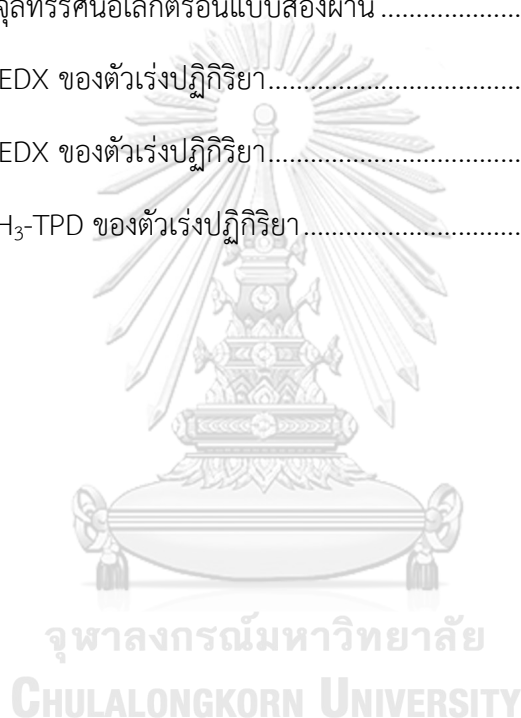 จุลทรรศน์อิเล็กตรอนแบบสองผ่าน ....................
EDX ของตัวเร่งปฏิกิริยา....................................
EDX ของตัวเร่งปฏิกิริยา....................................
H₃-TPD ของตัวเร่งปฏิกิริยา...............................
จุฬาลงกรณ์มหาวิทยาลัย
CHULALONGKORN UNIVERSITY